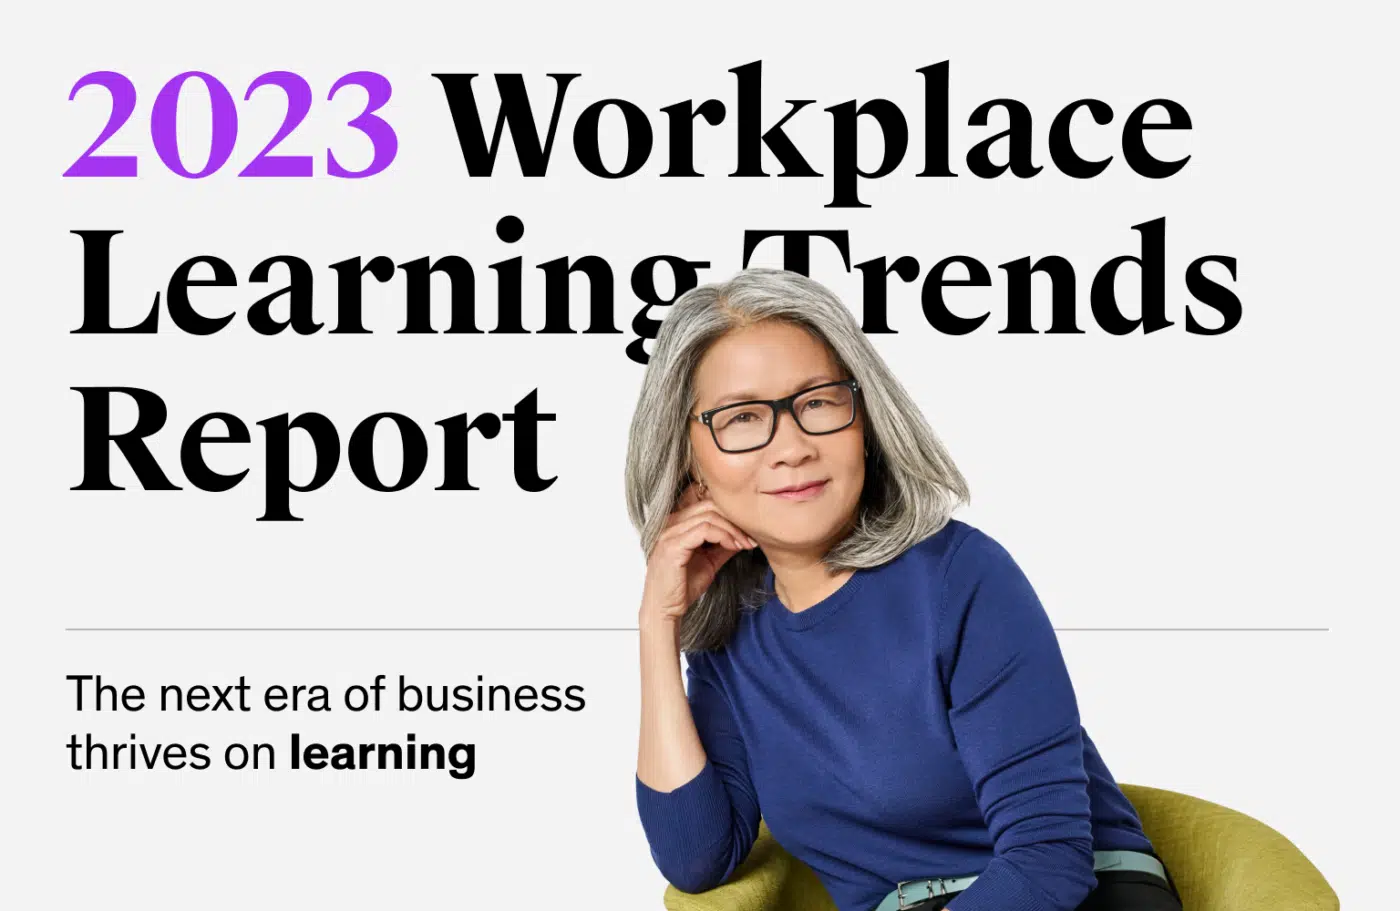 2023 Workplace
Learning Trends
Report
The next era of business
thrives on learning